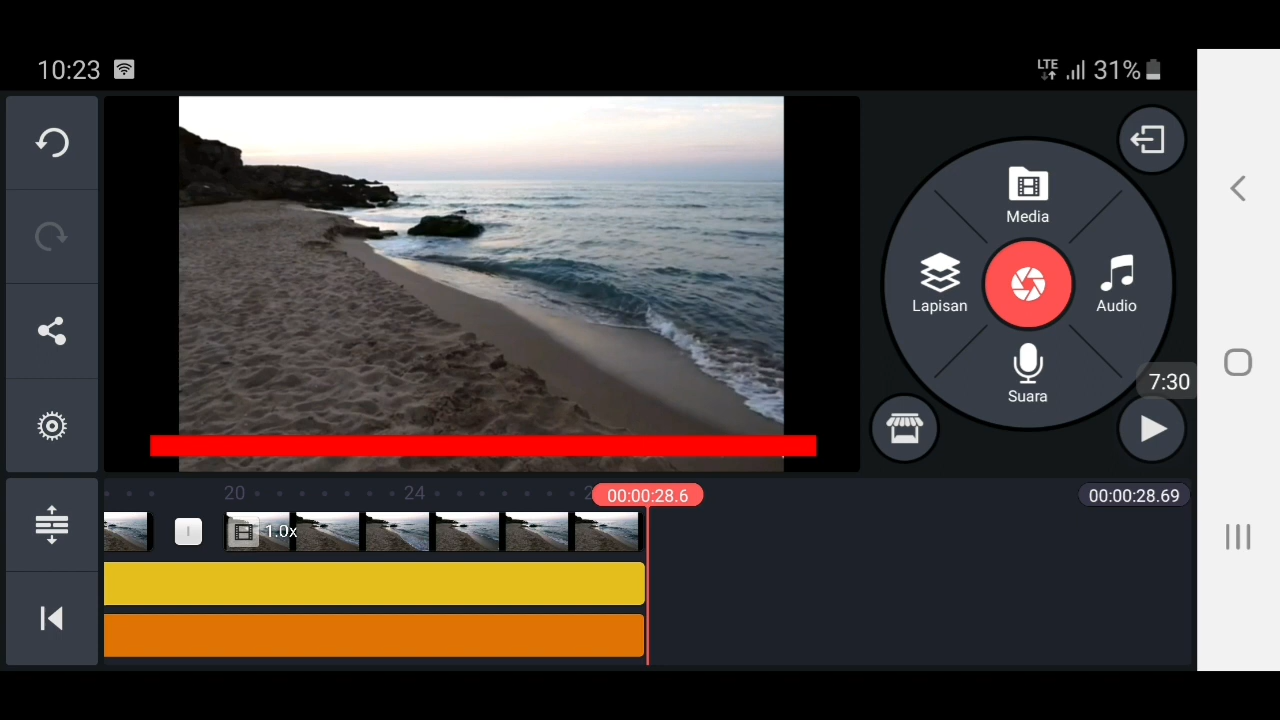 10:23
LTE 31%
Media
Lapisan
Audio
Suara
7:30
20 24
00:00:28.6
00:00:28.69
1.0x